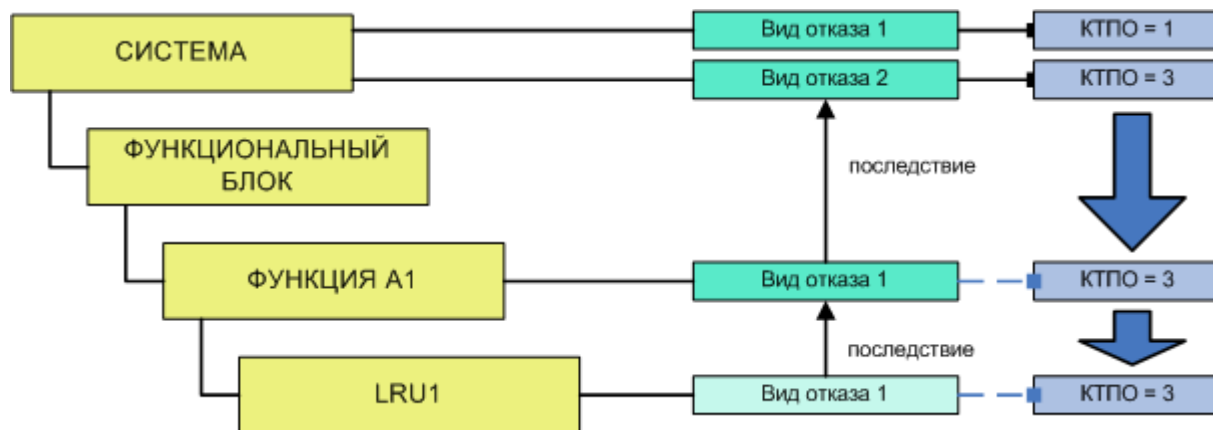 СИСТЕМА
Вид отказа 1
КТПО = 1
Вид отказа 2
КТПО = 3
ФУНКЦИОНАЛЬНЫЙ
БЛОК
последствие
ФУНКЦИЯ А1
Вид отказа 1
КТПО = 3
последствие
LRU1
Вид отказа 1
КТПО = 3